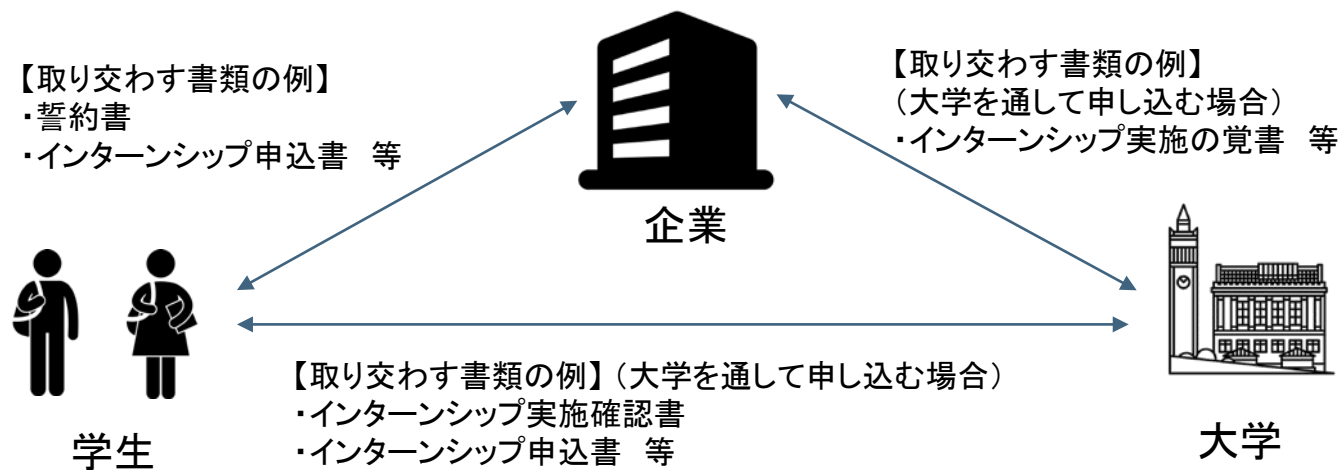 【取り交わす書類の例】
・誓約書
・インターンシップ申込書　等
【取り交わす書類の例】
（大学を通して申し込む場合）
・インターンシップ実施の覚書　等
企業
【取り交わす書類の例】（大学を通して申し込む場合）
・インターンシップ実施確認書
・インターンシップ申込書　等
学生
大学